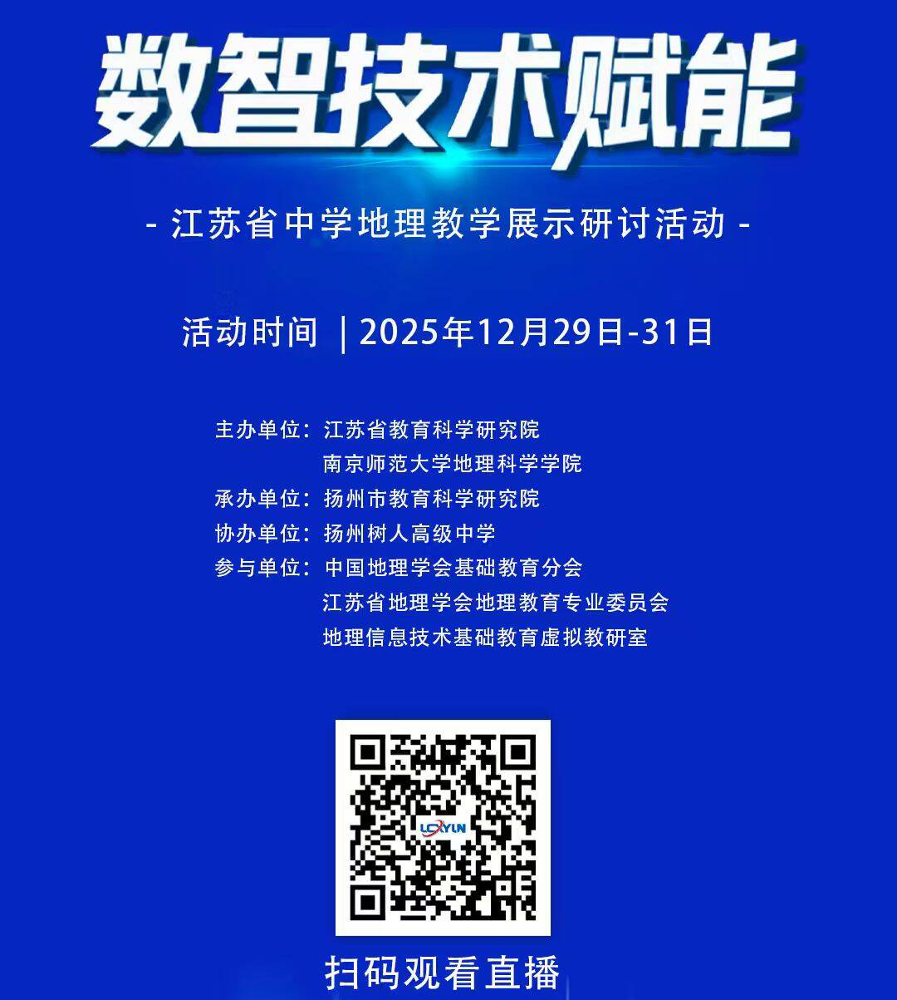 数智技术赋能
- 江苏省中学地理教学展示研讨活动 -
活动时间 | 2025年12月29日-31日
主办单位：江苏省教育科学研究院
南京师范大学地理科学学院
承办单位：扬州市教育科学研究院
协办单位：扬州树人高级中学
参与单位：中国地理学会基础教育分会
江苏省地理学会地理教育专业委员会
地理信息技术基础教育虚拟教研室
LCXYUN
扫码观看直播